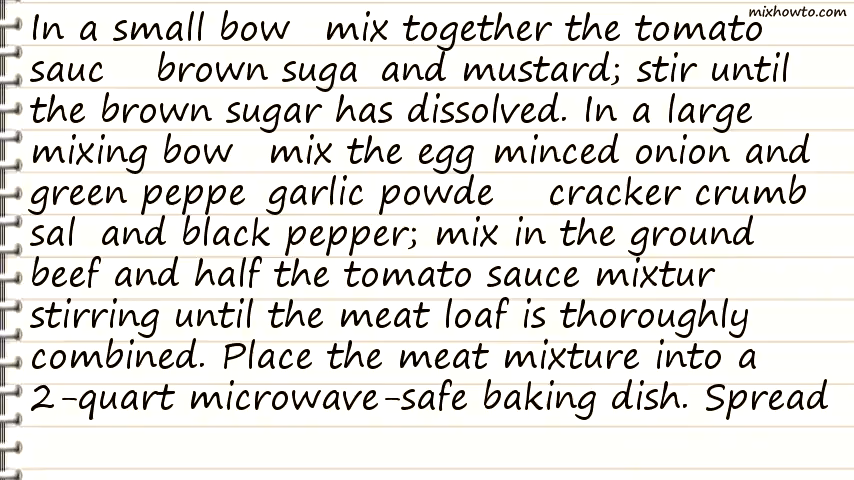 mixhowto.com
In a small bow mix together the tomato
sauc brown suga and mustard; stir until
the brown sugar has dissolved. In a large
mixing bow mix the egg minced onion and
green peppe garlic powde cracker crumb
sal and black pepper; mix in the ground
beef and half the tomato sauce mixtur
stirring until the meat loaf is thoroughly
combined. Place the meat mixture into a
2-quart microwave-safe baking dish. Spread